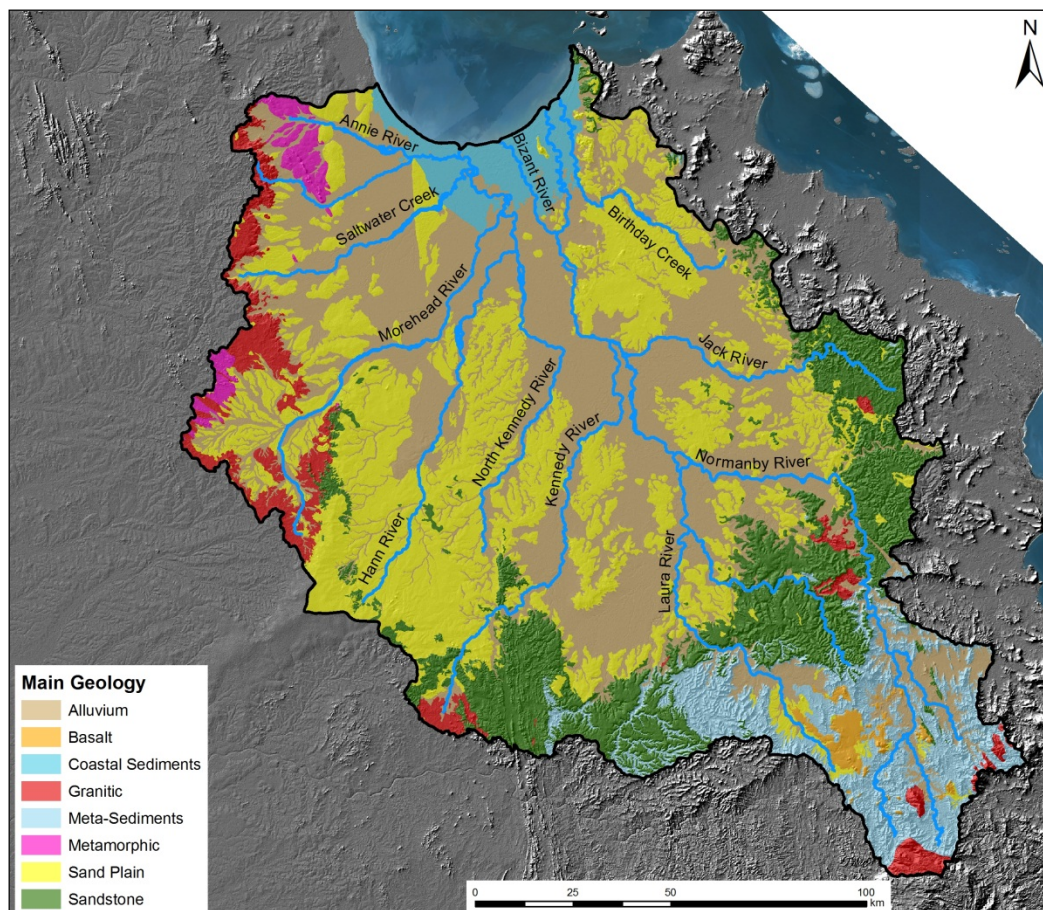 N
Annie River
Bizant River
Saltwater Creek
Birthday Creek
Morehead River
Jack River
North Kennedy River
Kennedy River
Normanby River
Hann River
Laura River
Main Geology
Alluvium
Basalt
Coastal Sediments
Granitic
Meta-Sediments
Metamorphic
Sand Plain
Sandstone
0 25 50 100
km